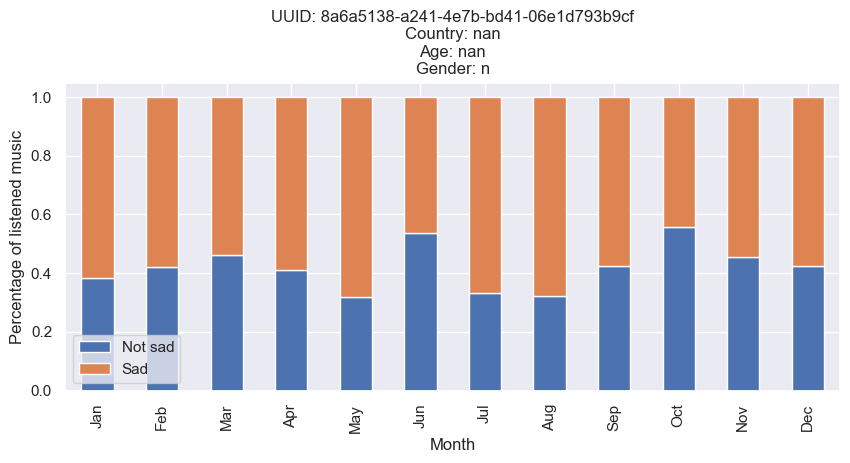 UUID: 8a6a5138-a241-4e7b-bd41-06e1d793b9cf
Country: nan
Age: nan
Gender: n
Percentage of listened music
1.0
0.8
0.6
0.4
0.2
0.0
Not sad
Sad
Jan
Feb
Mar
Apr
May
Jun
Jul
Aug
Sep
Oct
Nov
Dec
Month